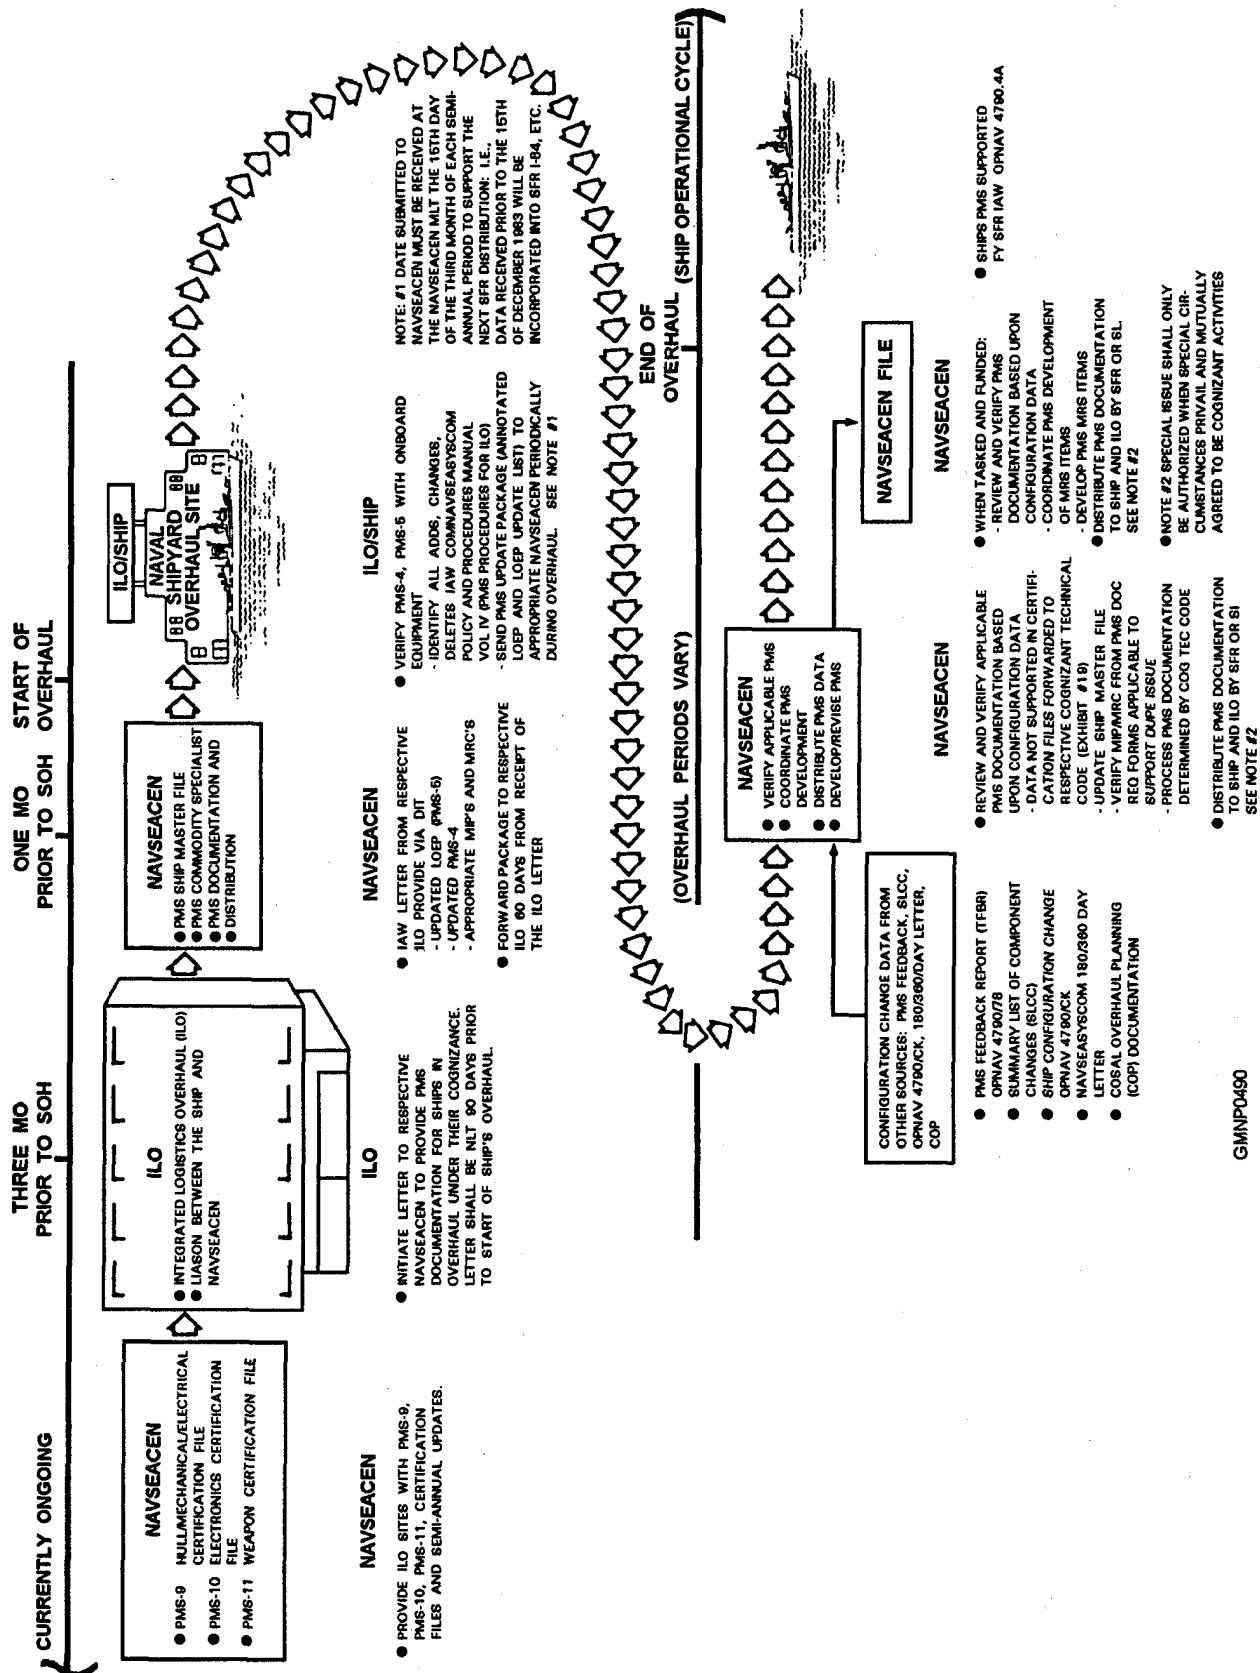 CURRENTLY ONGOING
THREE MO
PRIOR TO SOH
ONE MO
PRIOR TO SOH
START OF
OVERHAUL
NAVSEACEN
● PMS-9 HULL/MECHANICAL/ELECTRICAL
CERTIFICATION FILE
● PMS-10 ELECTRONICS CERTIFICATION
FILE
● PMS-11 WEAPON CERTIFICATION FILE
ILO
● INTEGRATED LOGISTICS OVERHAUL (ILO)
● LIASON BETWEEN THE SHIP AND
NAVSEACEN
NAVSEACEN
● PMS SHIP MASTER FILE
● PMS COMMODITY SPECIALIST
● PMS DOCUMENTATION AND
● DISTRIBUTION
ILO/SHIP
NAVAL
SHIPYARD
OVERHAUL SITE
NAVSEACEN
● PROVIDE ILO SITES WITH PMS-9,
PMS-10, PMS-11, CERTIFICATION
FILES AND SEMI-ANNUAL UPDATES.
ILO
● INITIATE LETTER TO RESPECTIVE
NAVSEACEN TO PROVIDE PMS
DOCUMENTATION FOR SHIPS IN
OVERHAUL UNDER THEIR COGNIZANCE.
LETTER SHALL BE NLT 90 DAYS PRIOR
TO START OF SHIP'S OVERHAUL.
NAVSEACEN
● IAW LETTER FROM RESPECTIVE
ILO PROVIDE VIA DIT
- UPDATED LOEP (PMS-5)
- UPDATED PMS-4
- APPROPRIATE MIP'S AND MRC'S
● FORWARD PACKAGE TO RESPECTIVE
ILO 60 DAYS FROM RECEIPT OF
THE ILO LETTER
ILO/SHIP
● VERIFY PMS-4, PMS-5 WITH ONBOARD
EQUIPMENT
- IDENTIFY ALL ADDS, CHANGES,
DELETES IAW COMNAVSEASYSCOM
POLICY AND PROCEDURES MANUAL
VOL IV (PMS PROCEDURES FOR ILO)
- SEND PMS UPDATE PACKAGE (ANNOTATED
LOEP AND LOEP UPDATE LIST) TO
APPROPRIATE NAVSEACEN PERIODICALLY
DURING OVERHAUL. SEE NOTE #1
NOTE: #1 DATE SUBMITTED TO
NAVSEACEN MUST BE RECEIVED AT
THE NAVSEACEN MLT THE 15TH DAY
OF THE THIRD MONTH OF EACH SEMI-
ANNUAL PERIOD TO SUPPORT THE
NEXT SFR DISTRIBUTION: I.E.,
DATA RECEIVED PRIOR TO THE 15TH
OF DECEMBER 1983 WILL BE
INCORPORATED INTO SFR I-84, ETC.
(OVERHAUL PERIODS VARY)
END OF
OVERHAUL
(SHIP OPERATIONAL CYCLE)
CONFIGURATION CHANGE DATA FROM
OTHER SOURCES: PMS FEEDBACK, SLCC,
OPNAV 4790/CK, 180/360/DAY LETTER,
COP
NAVSEACEN
● VERIFY APPLICABLE PMS
● COORDINATE PMS
DEVELOPMENT
● DISTRIBUTE PMS DATA
● DEVELOP/REVISE PMS
NAVSEACEN FILE
● PMS FEEDBACK REPORT (TFBR)
OPNAV 4790/7B
● SUMMARY LIST OF COMPONENT
CHANGES (SLCC)
● SHIP CONFIGURATION CHANGE
OPNAV 4790/CK
● NAVSEASYSCOM 180/360 DAY
LETTER
● COSAL OVERHAUL PLANNING
(COP) DOCUMENTATION
NAVSEACEN
● REVIEW AND VERIFY APPLICABLE
PMS DOCUMENTATION BASED
UPON CONFIGURATION DATA
- DATA NOT SUPPORTED IN CERTIFI-
CATION FILES FORWARDED TO
RESPECTIVE COGNIZANT TECHNICAL
CODE (EXHIBIT #19)
- UPDATE SHIP MASTER FILE
- VERIFY MIP/MRC FROM PMS DOC
REQ FORMS APPLICABLE TO
SUPPORT DUPE ISSUE
- PROCESS PMS DOCUMENTATION
DETERMINED BY COG TEC CODE
● DISTRIBUTE PMS DOCUMENTATION
TO SHIP AND ILO BY SFR OR SI
SEE NOTE #2
NAVSEACEN
● WHEN TASKED AND FUNDED:
- REVIEW AND VERIFY PMS
DOCUMENTATION BASED UPON
CONFIGURATION DATA
- COORDINATE PMS DEVELOPMENT
OF MRS ITEMS
- DEVELOP PMS MRS ITEMS
● DISTRIBUTE PMS DOCUMENTATION
TO SHIP AND ILO BY SFR OR SL.
SEE NOTE #2
● NOTE #2 SPECIAL ISSUE SHALL ONLY
BE AUTHORIZED WHEN SPECIAL CIR-
CUMSTANCES PRIVAIL AND MUTUALLY
AGREED TO BE COGNIZANT ACTIVITIES
● SHIPS PMS SUPPORTED
FY SFR IAW OPNAV 4790.4A
GMNP0490